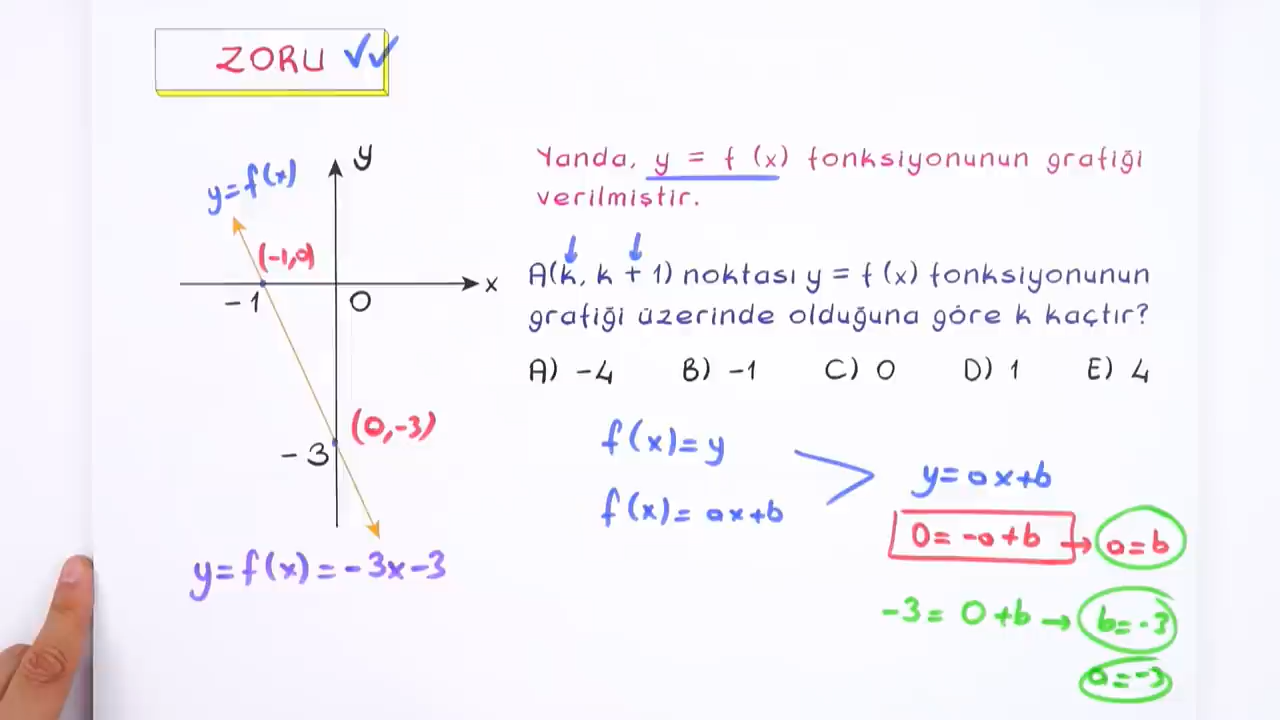 ZORU
y=f(x)
y
(-1,0)
x
-1
0
(0,-3)
-3
y=f(x)=-3x-3
Yanda, y = f (x) fonksiyonunun grafiği
verilmiştir.
A(k, k + 1) noktası y = f (x) fonksiyonunun
grafiği üzerinde olduğuna göre k kaçtır?
A) -4 B) -1 C) 0 D) 1 E) 4
f(x)=y
f(x)= ax+b
y=ax+b
0=-a+b → a=b
-3= 0+b → b=-3
a=-3